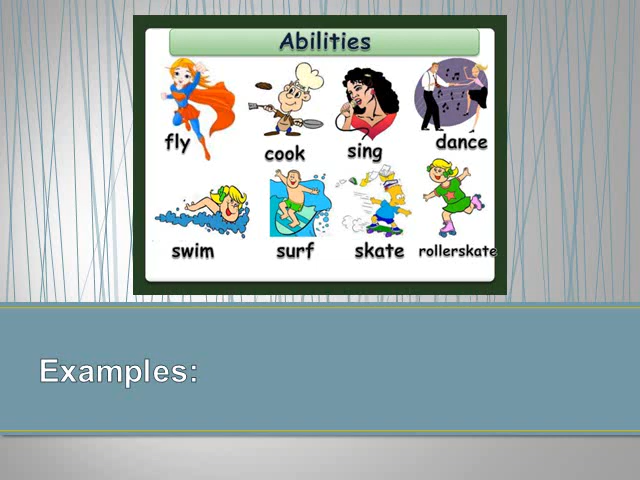 Abilities
fly
cook
sing
dance
swim
surf
skate
rollerskate
Examples: